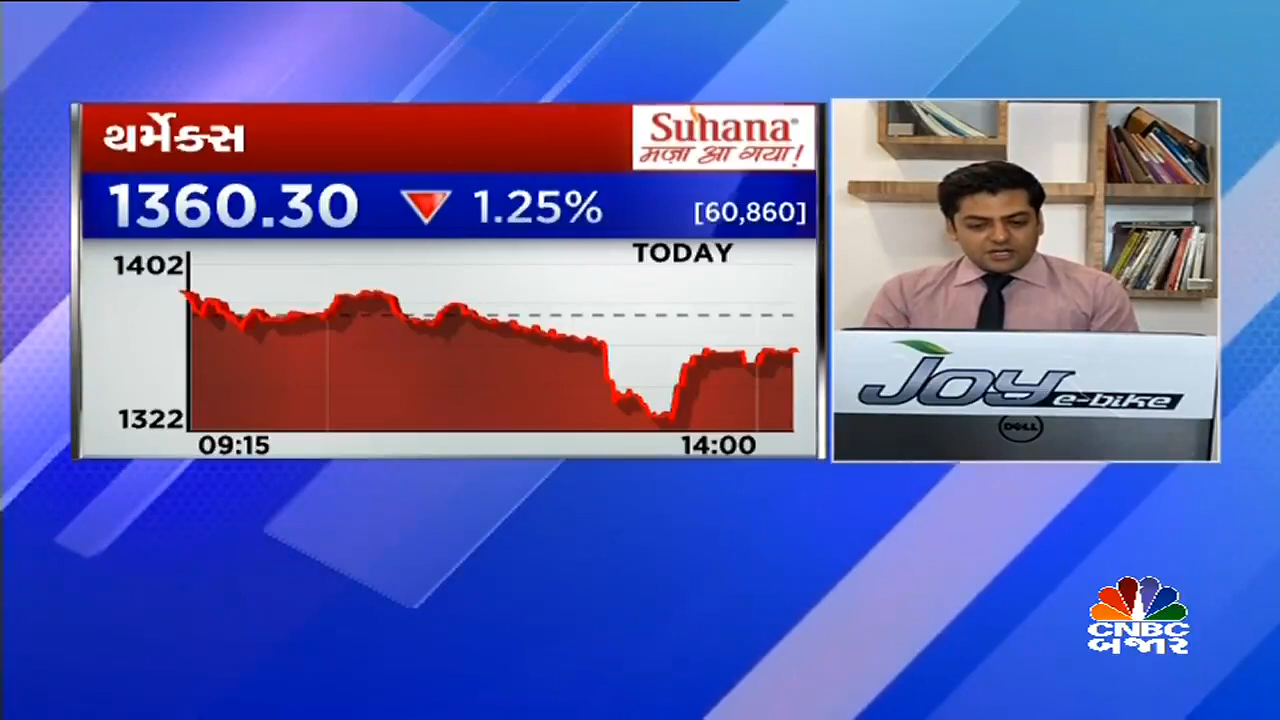 થર્મેક્સ
Suhana
મज़ा आ गया!
1360.30 ▼ 1.25% [60,860]
TODAY
1402
1322
09:15 14:00
Joy e-bike
DELL
CNBC
બજાર